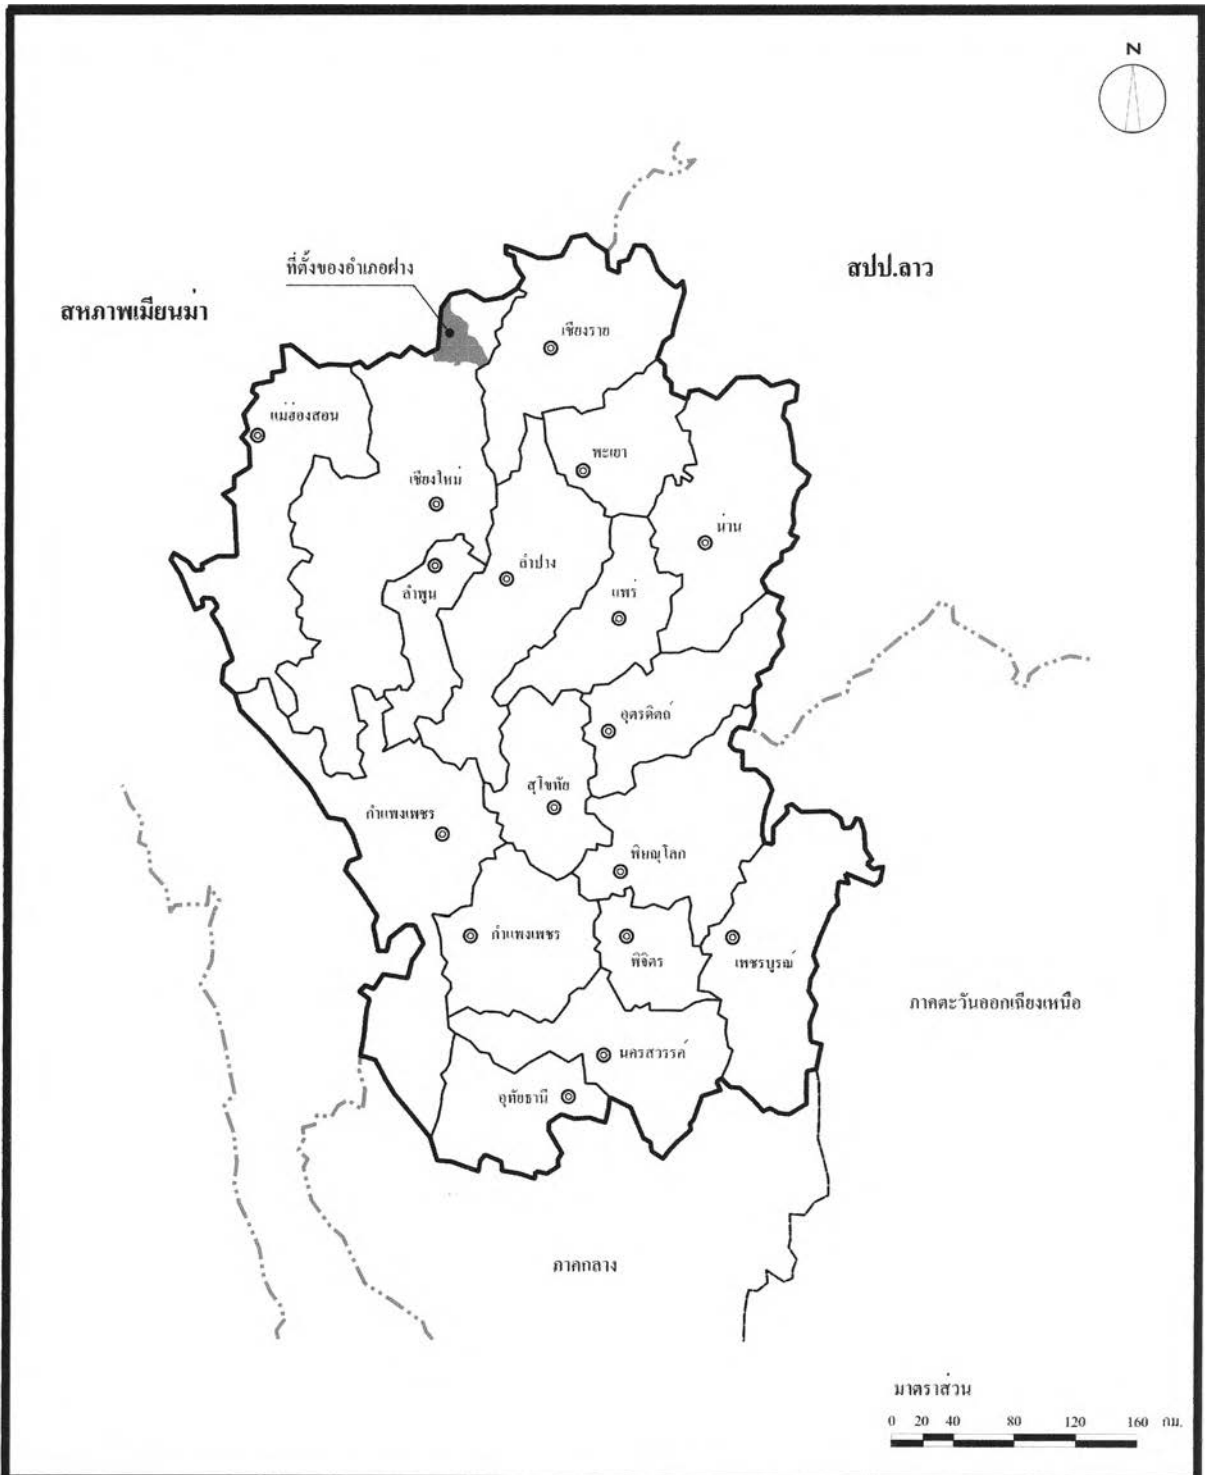 N
ที่ตั้งของอำเภอฝาง
สปป.ลาว
สหภาพเมียนม่า
เชียงราย
แม่ฮ่องสอน
พะเยา
เชียงใหม่
น่าน
ลำปาง
ลำพูน
แพร่
อุตรดิตถ์
สุโขทัย
กำแพงเพชร
พิษณุโลก
กำแพงเพชร
พิจิตร
เพชรบูรณ์
ภาคตะวันออกเฉียงเหนือ
นครสวรรค์
อุทัยธานี
ภาคกลาง
มาตราส่วน
0 20 40 80 120 160 กม.